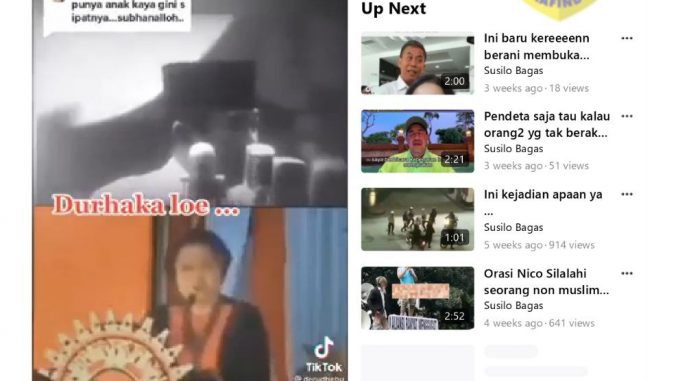 punya anak kaya gini s
ipatnya...subhanalloh..
Durhaka loe ...
TikTok
Up Next
Ini baru kereeeenn
berani membuka...
Susilo Bagas
3 weeks ago · 18 views
2:00
Pendeta saja tau kalau
orang2 yg tak berak...
Susilo Bagas
3 weeks ago · 51 views
2:21
Ini kejadian apaan ya
...
Susilo Bagas
5 weeks ago · 914 views
1:01
Orasi Nico Silalahi
seorang non muslim...
Susilo Bagas
4 weeks ago · 641 views
2:52